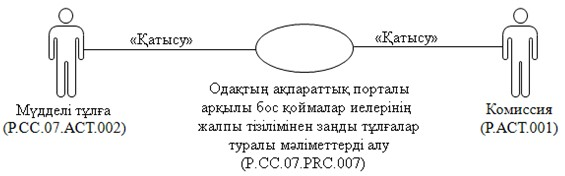 «Қатысу»
«Қатысу»
Мүдделі тұлға
(P.CC.07.ACT.002)
Одақтың ақпараттық порталы
арқылы бос қоймалар иелерінің
жалпы тізілімінен заңды тұлғалар
туралы мәліметтерді алу
(P.CC.07.PRC.007)
Комиссия
(P.ACT.001)